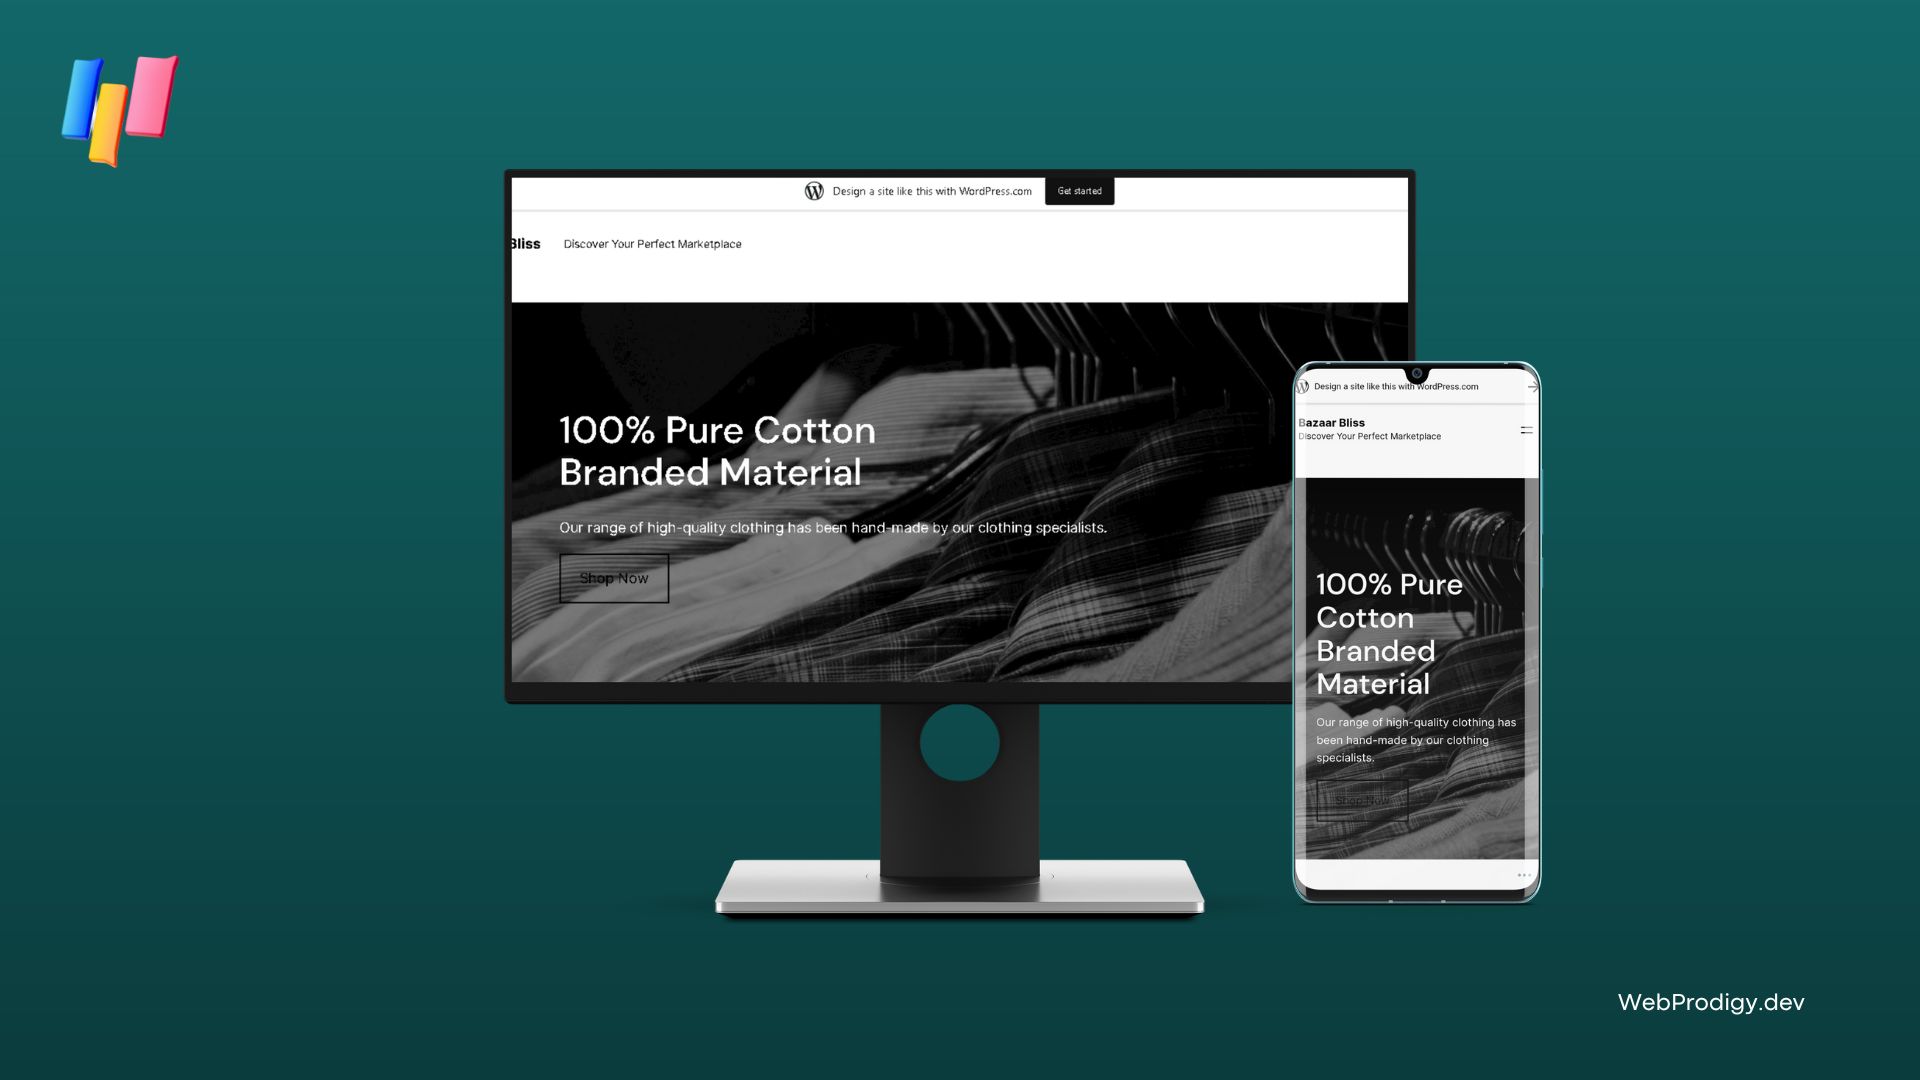 Design a site like this with WordPress.com
Get started
Bliss
Discover Your Perfect Marketplace
100% Pure Cotton
Branded Material
Our range of high-quality clothing has been hand-made by our clothing specialists.
Shop Now
Design a site like this with WordPress.com
Bazaar Bliss
Discover Your Perfect Marketplace
100% Pure
Cotton
Branded
Material
Our range of high-quality clothing has
been hand-made by our clothing
specialists.
Shop Now
WebProdigy.dev